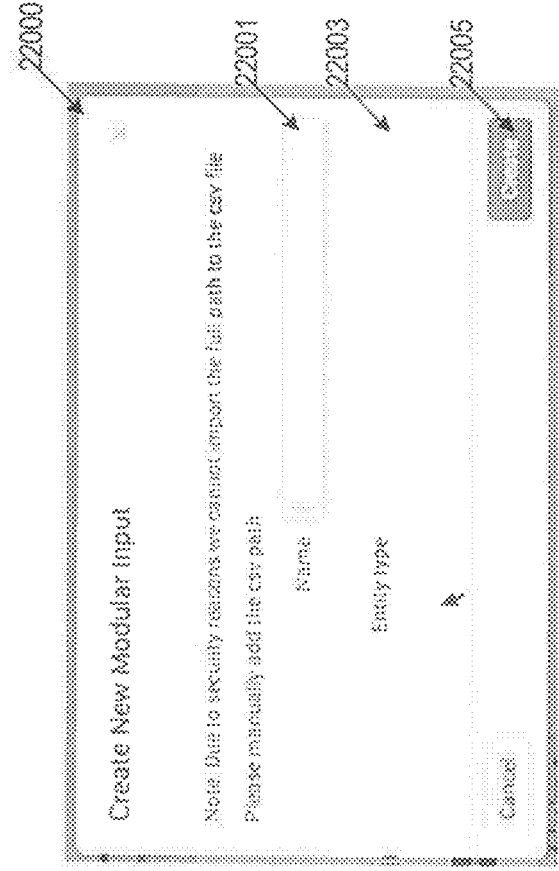 22000
Create New Modular Input
Note: Due to security reasons we cannot import the full path to the csv file
Please manually add the csv path
Name
22001
Entity type
22003
Cancel
22005